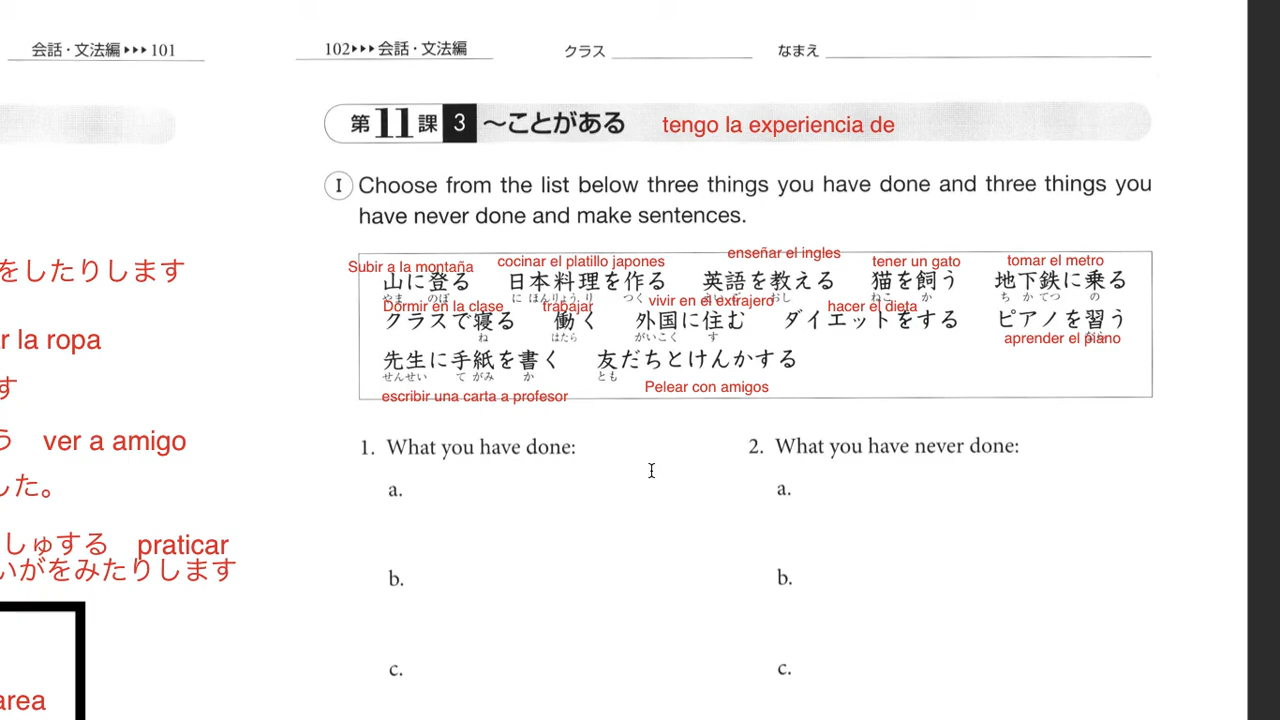 会話・文法編▶▶▶101
をしたりします
r la ropa
す
う ver a amigo
した。
しゅする praticar
いがをみたりします
area
102▶▶▶会話・文法編 クラス なまえ
第11課 3 〜ことがある tengo la experiencia de
I Choose from the list below three things you have done and three things you
have never done and make sentences.
Subir a la montaña cocinar el platillo japones enseñar el ingles tener un gato tomar el metro
山に登る 日本料理を作る 英語を教える 猫を飼う 地下鉄に乗る
やま のぼ に ほんりょう り つく えいご おし ねこ か ち か てつ の
Dormir en la clase trabajar vivir en el extrajero hacer el dieta
クラスで寝る 働く 外国に住む ダイエットをする ピアノを習う
ね はたら がいこく す なら
aprender el piano
先生に手紙を書く 友だちとけんかする
せんせい て がみ か とも
escribir una carta a profesor Pelear con amigos
1. What you have done: 2. What you have never done:
a. a.
b. b.
c. c.